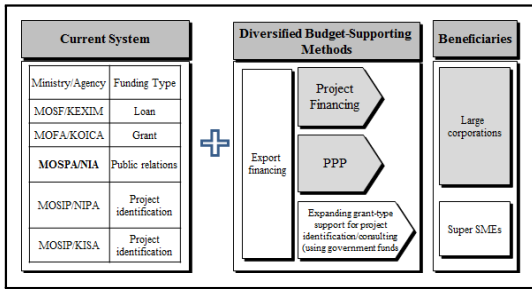 Current System
Ministry/Agency Funding Type
MOSF/KEXIM Loan
MOFA/KOICA Grant
MOSPA/NIA Public relations
MOSIP/NIPA Project
identification
MOSIP/KISA Project
identification
Diversified Budget-Supporting
Methods
Export
financing
Project
Financing
PPP
Expanding grant-type
support for project
identification/consulting
(using government funds
Beneficiaries
Large
corporations
Super SMEs